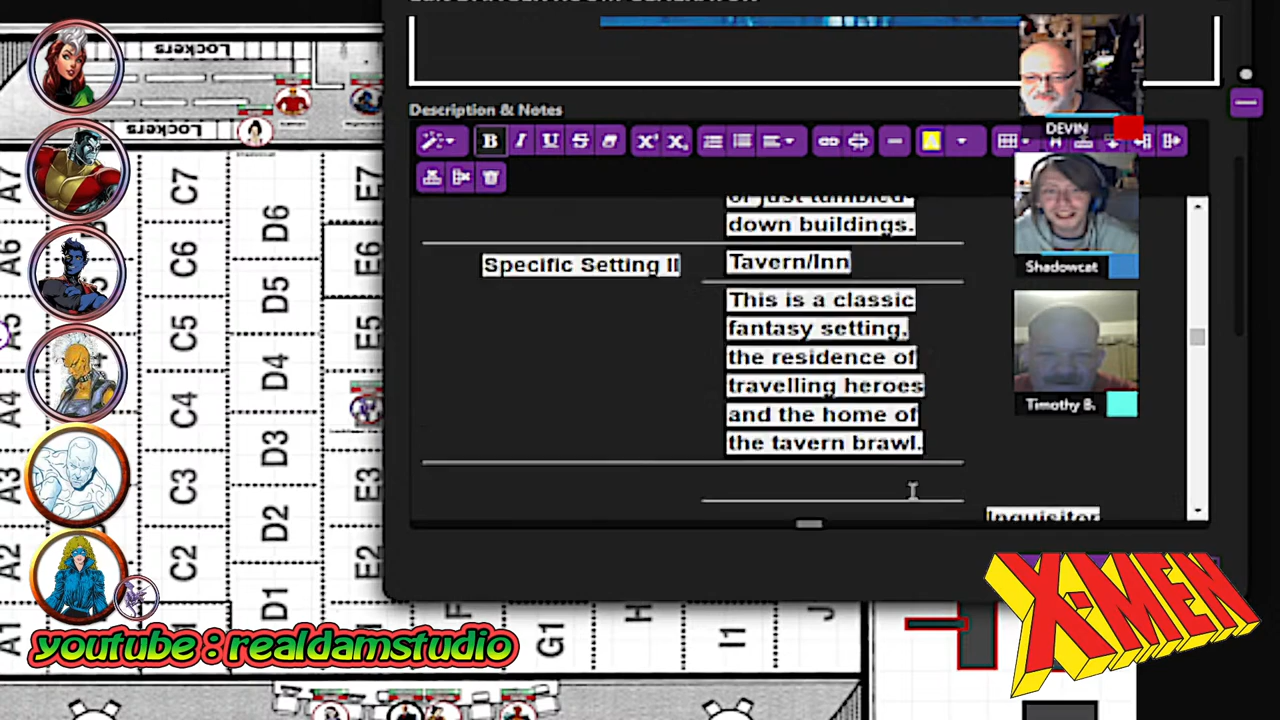 Lockers
Lockers
Description & Notes
B I U S
DEVIN
down buildings.
Specific Setting II
Tavern/Inn
This is a classic
fantasy setting,
the residence of
travelling heroes
and the home of
the tavern brawl.
Inquisitor
Shadowcat
Timothy B.
X-MEN
youtube : realdamstudio
A7
A6
A5
A4
A3
A2
A1
C7
C6
C5
C4
C3
C2
D6
D5
D4
D3
D2
D1
E7
E6
E5
E3
E2
F
G1
H
I1
J